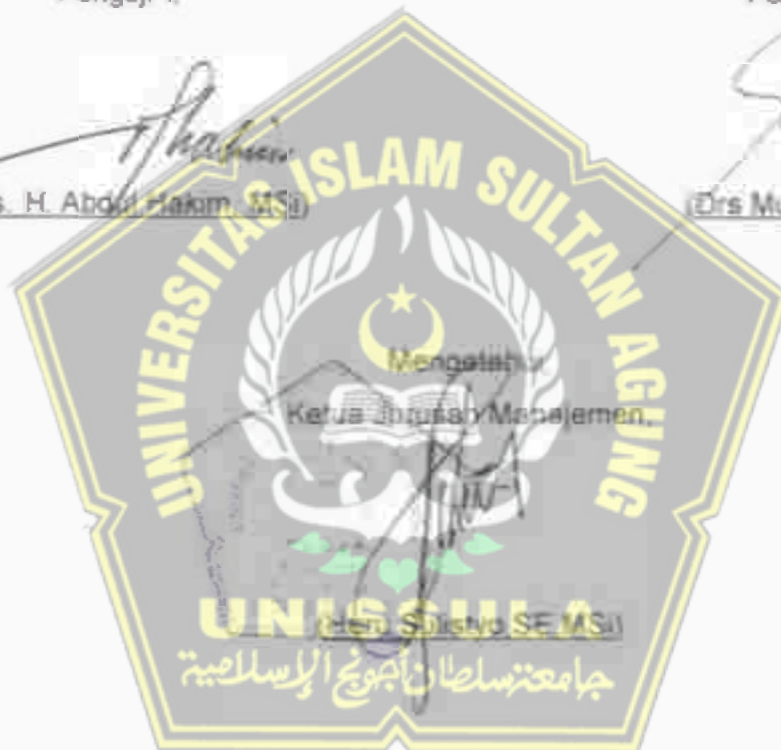 H. Abdul Hakim, MSi)
(Drs
UNIVERSITAS ISLAM SULTAN AGUNG
Mengetahui
Ketua Jurusan Manajemen,
UNISSULA
(Heru Sulistyo SE,MSi)
جامعة سلطان أجونج الإسلامية